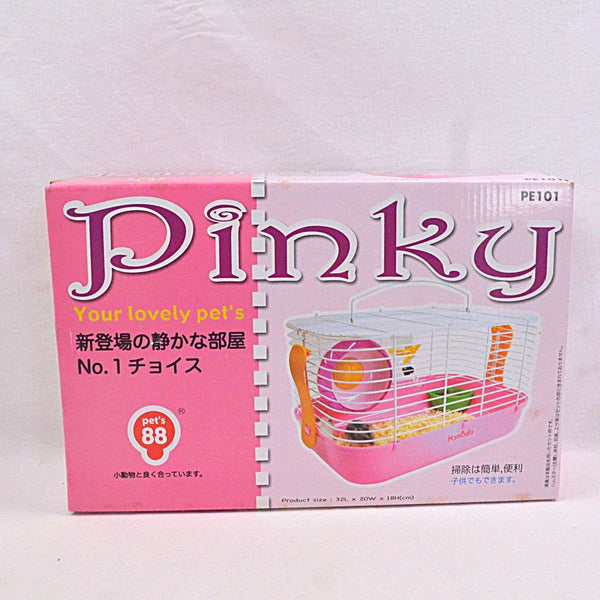 PE101
Pinky
Your lovely pet's
新登場の静かな部屋
No.1チョイス
pet's
88
®
小動物と良く合っています。
掃除は簡単,便利
子供でもできます。
Product size : 32L x 20W x 18H(cm)